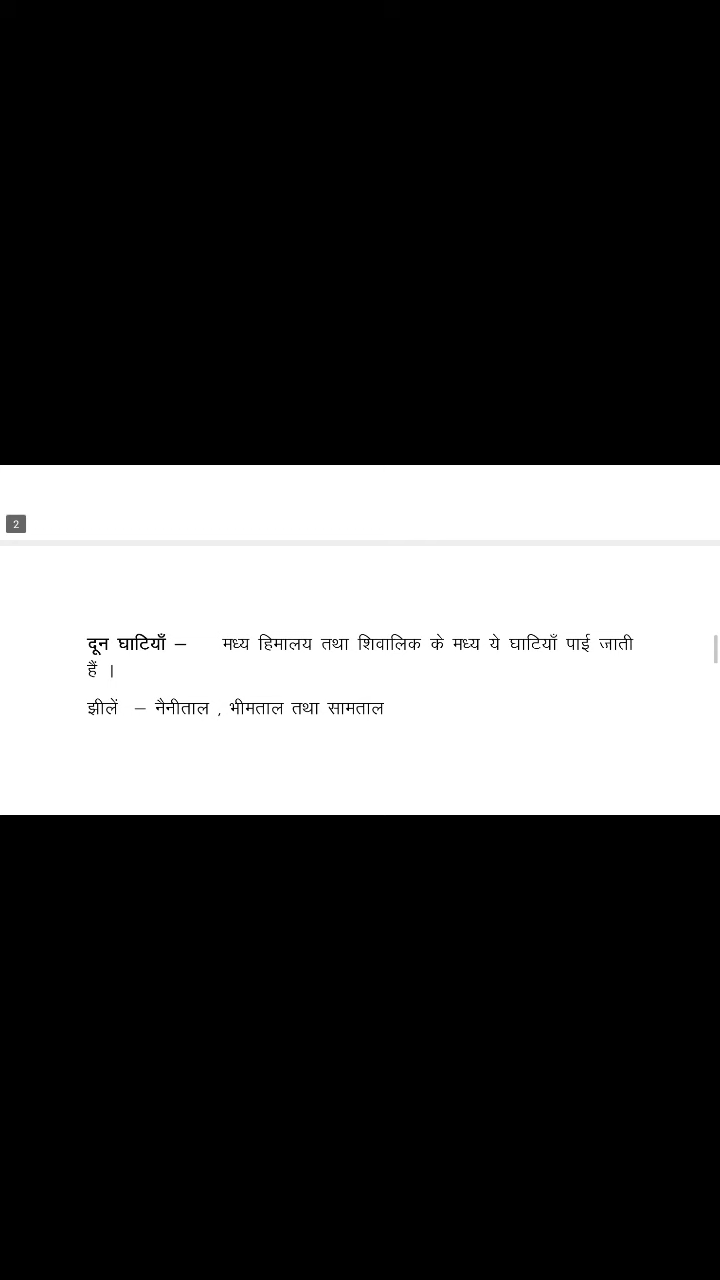 2
दून घाटियाँ – मध्य हिमालय तथा शिवालिक के मध्य ये घाटियाँ पाई जाती
हैं ।
झीलें – नैनीताल , भीमताल तथा सामताल